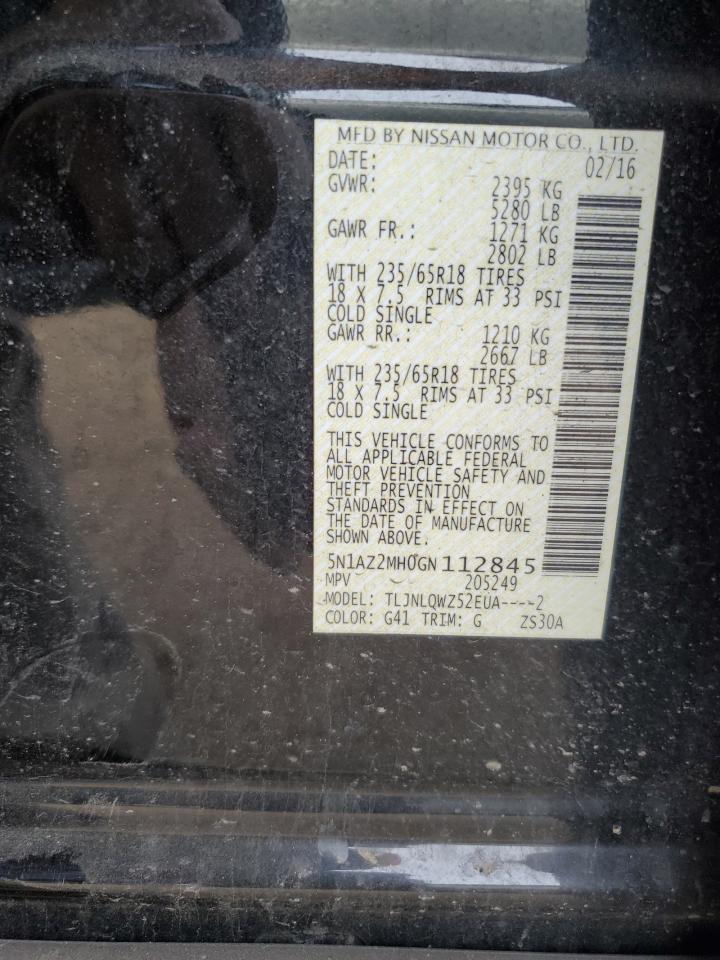 MFD BY NISSAN MOTOR CO., LTD.
DATE: 02/16
GVWR: 2395 KG
5280 LB
GAWR FR.: 1271 KG
2802 LB
WITH 235/65R18 TIRES
18 X 7.5 RIMS AT 33 PSI
COLD SINGLE
GAWR RR.: 1210 KG
2667 LB
WITH 235/65R18 TIRES
18 X 7.5 RIMS AT 33 PSI
COLD SINGLE
THIS VEHICLE CONFORMS TO
ALL APPLICABLE FEDERAL
MOTOR VEHICLE SAFETY AND
THEFT PREVENTION
STANDARDS IN EFFECT ON
THE DATE OF MANUFACTURE
SHOWN ABOVE.
5N1AZ2MH0GN112845
MPV 205249
MODEL: TLJNLQWZ52EUA----2
COLOR: G41 TRIM: G ZS30A